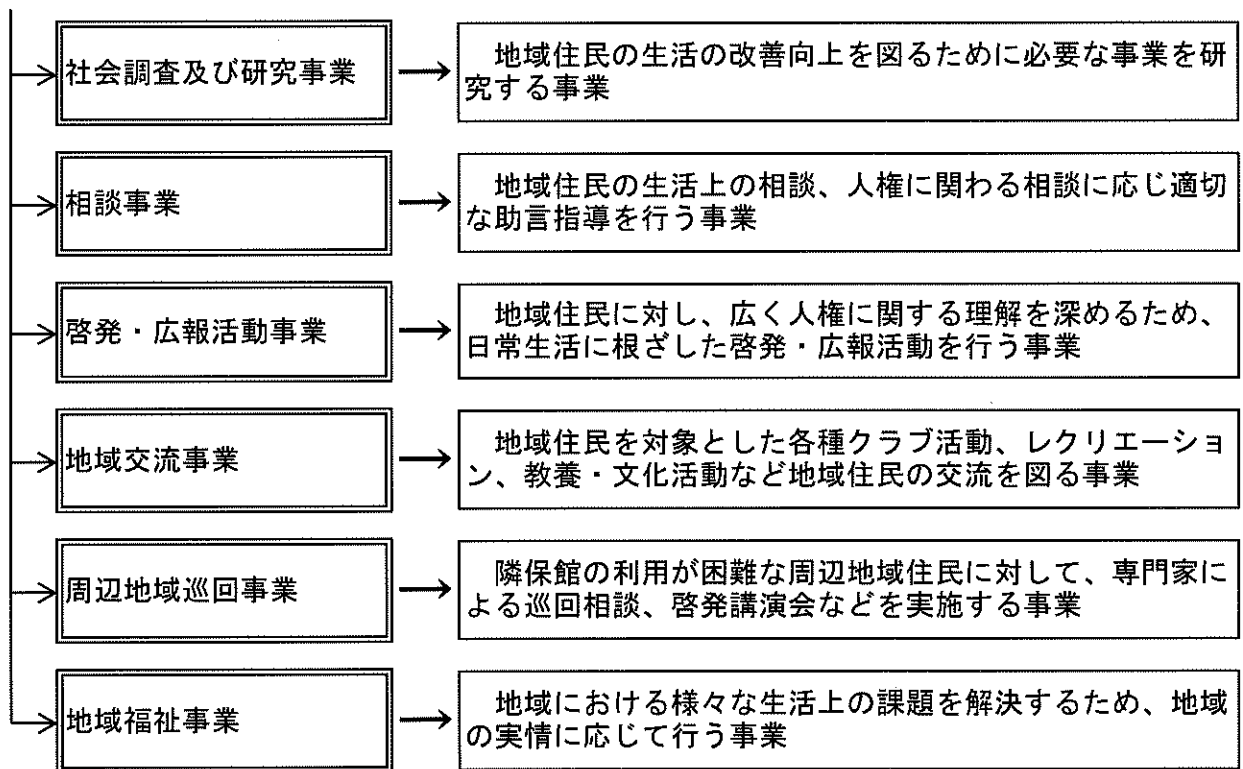 社会調査及び研究事業
地域住民の生活の改善向上を図るために必要な事業を研
究する事業
相談事業
地域住民の生活上の相談、人権に関わる相談に応じ適切
な助言指導を行う事業
啓発・広報活動事業
地域住民に対し、広く人権に関する理解を深めるため、
日常生活に根ざした啓発・広報活動を行う事業
地域交流事業
地域住民を対象とした各種クラブ活動、レクリエーショ
ン、教養・文化活動など地域住民の交流を図る事業
周辺地域巡回事業
隣保館の利用が困難な周辺地域住民に対して、専門家に
よる巡回相談、啓発講演会などを実施する事業
地域福祉事業
地域における様々な生活上の課題を解決するため、地域
の実情に応じて行う事業